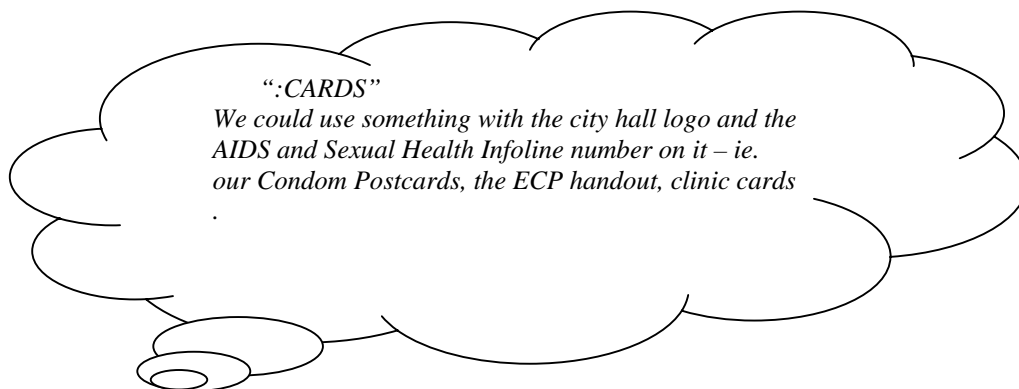 “:CARDS”
We could use something with the city hall logo and the
AIDS and Sexual Health Infoline number on it – ie.
our Condom Postcards, the ECP handout, clinic cards
.